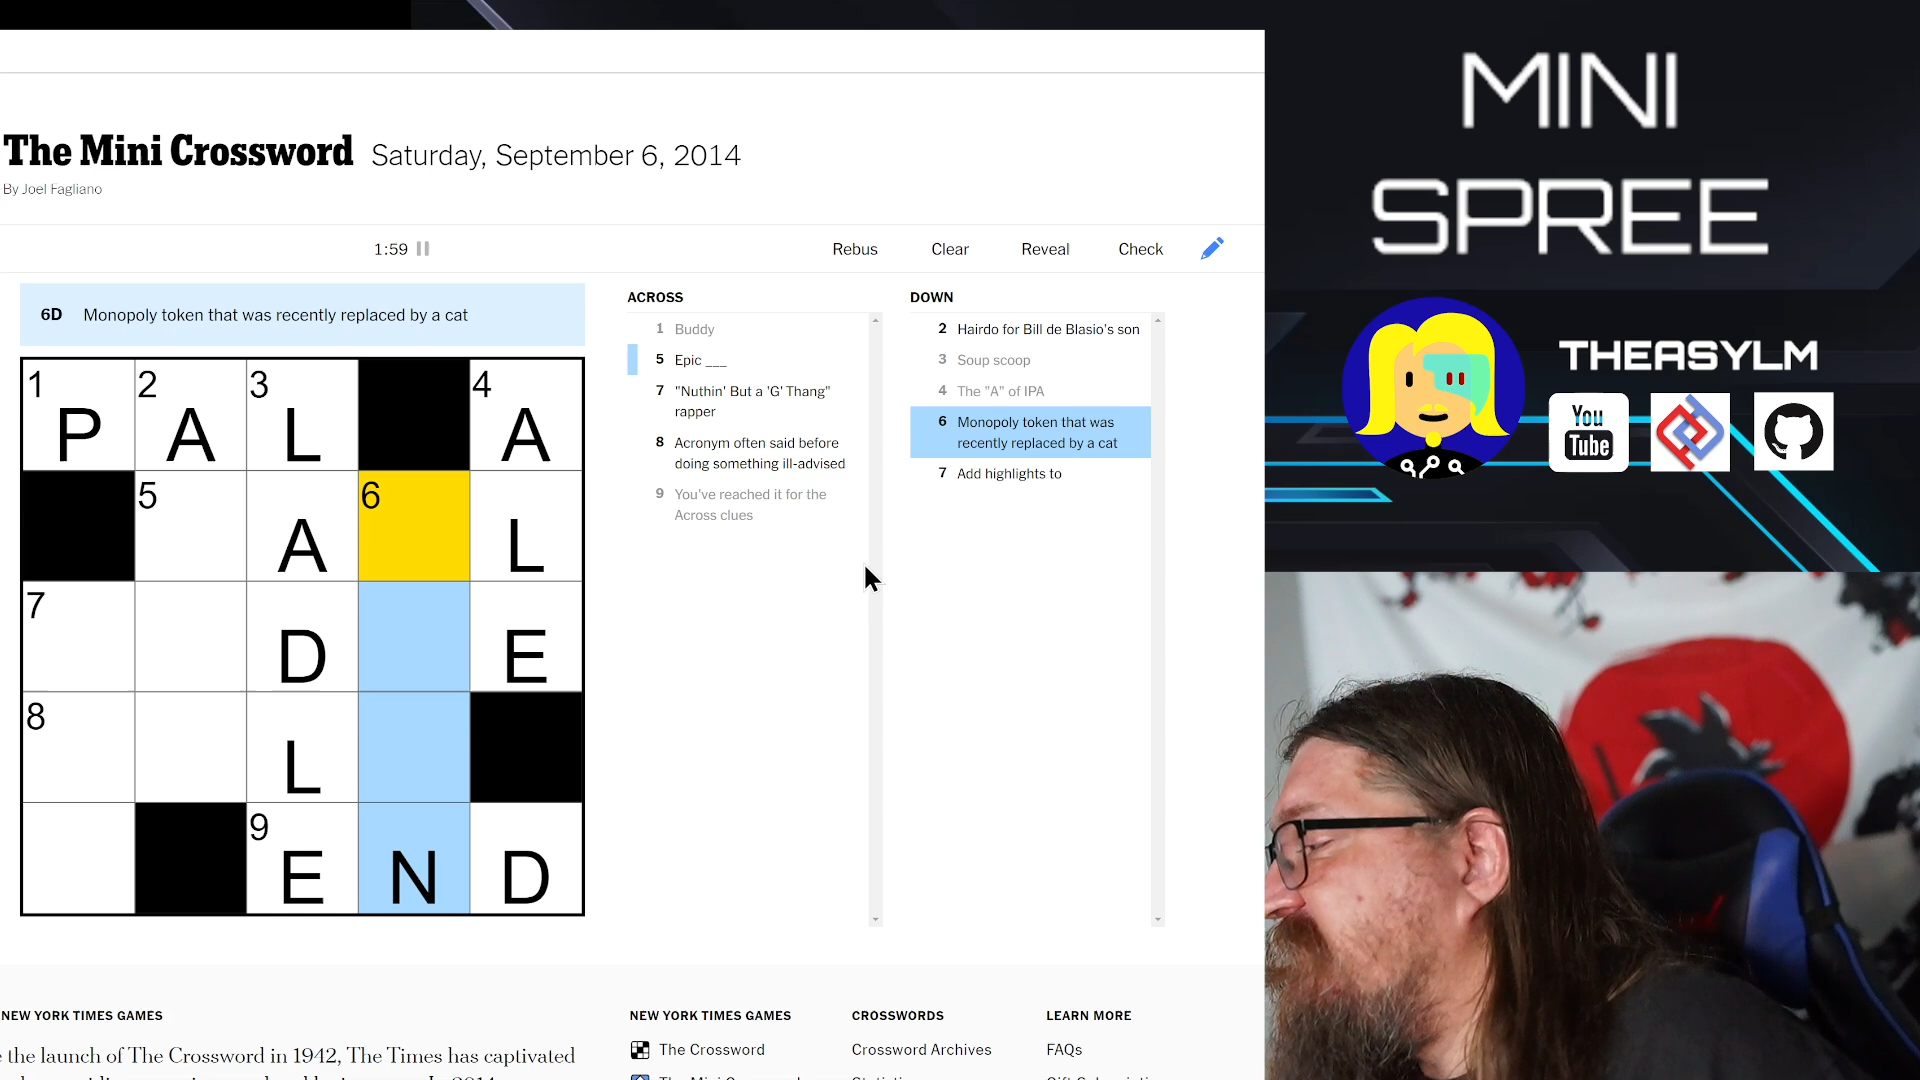 The Mini Crossword Saturday, September 6, 2014
By Joel Fagliano
1:59
Rebus Clear Reveal Check
6D Monopoly token that was recently replaced by a cat
1 2 3 4
P A L A
5 6
A L
7
D E
8
L
9
E N D
ACROSS
1 Buddy
5 Epic ___
7 "Nuthin' But a 'G' Thang"
rapper
8 Acronym often said before
doing something ill-advised
9 You've reached it for the
Across clues
DOWN
2 Hairdo for Bill de Blasio's son
3 Soup scoop
4 The "A" of IPA
6 Monopoly token that was
recently replaced by a cat
7 Add highlights to
MINI
SPREE
THEASYLM
You
Tube
NEW YORK TIMES GAMES
the launch of The Crossword in 1942, The Times has captivated
NEW YORK TIMES GAMES
The Crossword
CROSSWORDS
Crossword Archives
LEARN MORE
FAQs